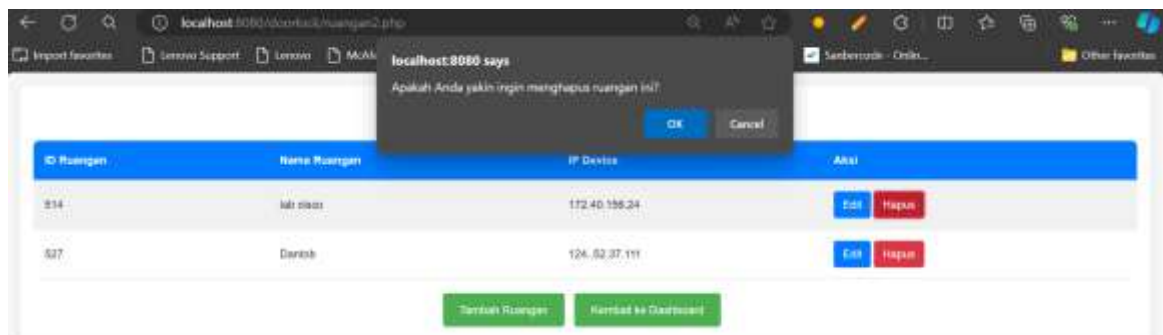 localhost:8080/doorlock/ruangan2.php
Import favorites Lenovo Support Lenovo McAf Sanbercode - Onlin... Other favorites
localhost:8080 says
Apakah Anda yakin ingin menghapus ruangan ini?
OK Cancel
ID Ruangan Nama Ruangan IP Device Aksi
514 lab cisco 172.40.156.24 Edit Hapus
527 124..52.37.111 Edit Hapus
Tambah Ruangan Kembali ke Dashboard